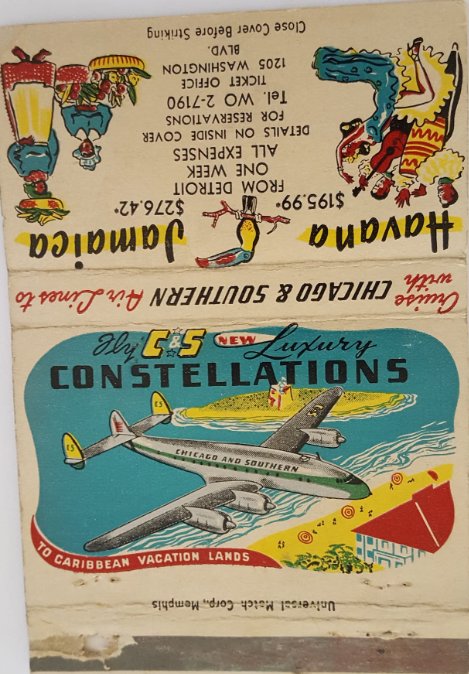 fly C&S NEW Luxury
CONSTELLATIONS
CHICAGO AND SOUTHERN
TO CARIBBEAN VACATION LANDS
Universal Match Corp., Memphis
Cruise with CHICAGO & SOUTHERN Air Lines to
Havana Jamaica
$195.99* $276.42*
FROM DETROIT
ONE WEEK
ALL EXPENSES
DETAILS ON INSIDE COVER
FOR RESERVATIONS
Tel. WO 2-7190
TICKET OFFICE
1205 WASHINGTON
BLVD.
Close Cover Before Striking